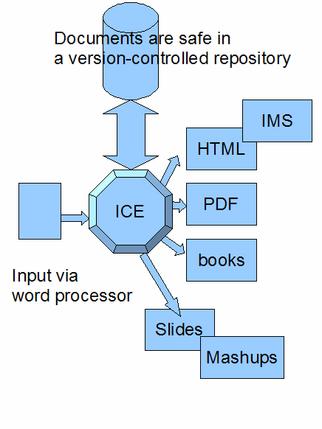 Documents are safe in
a version-controlled repository
IMS
HTML
ICE
PDF
books
Input via
word processor
Slides
Mashups